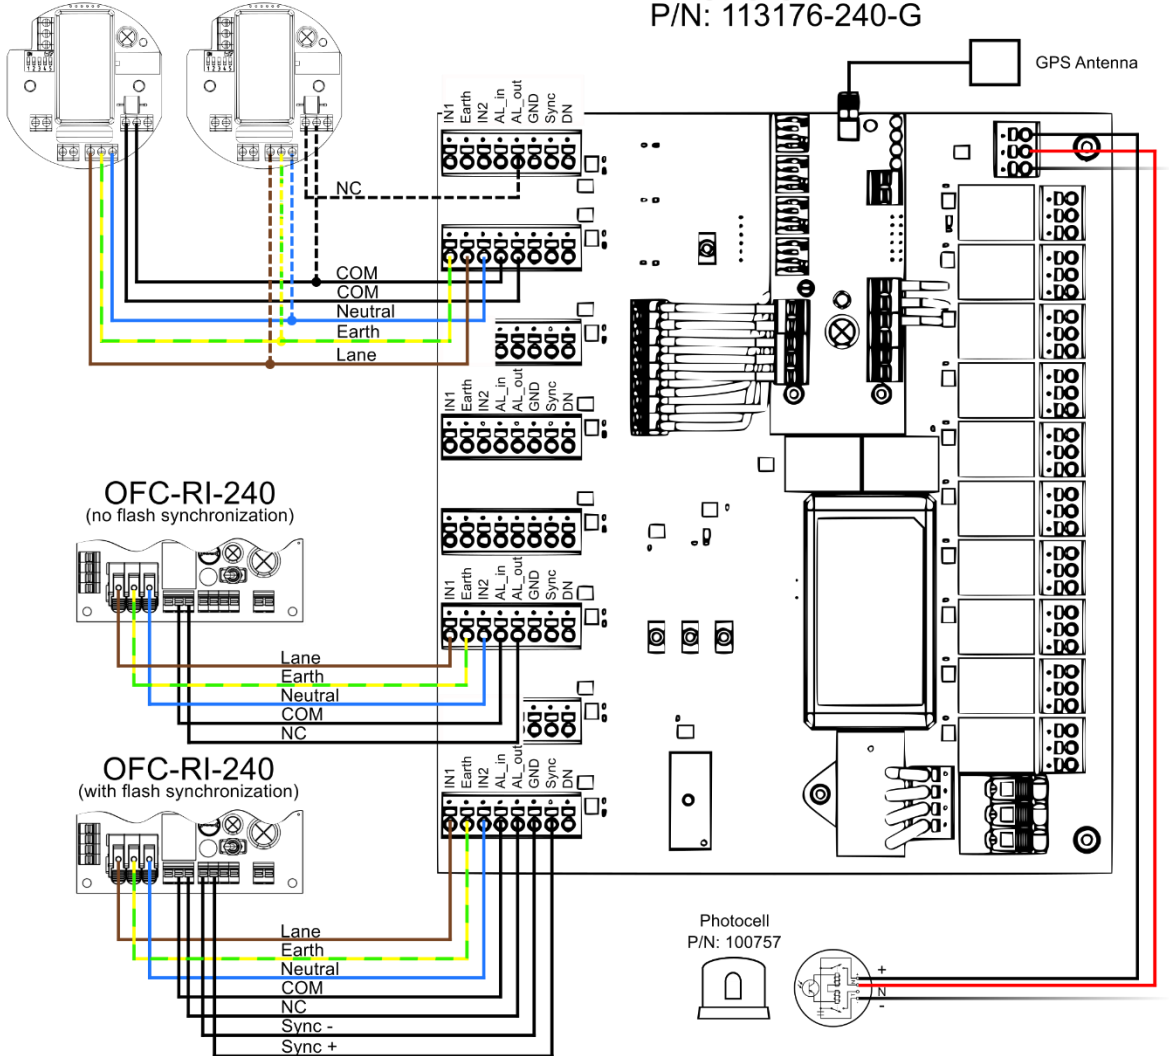 P/N: 113176-240-G
GPS Antenna
IN1
Earth
IN2
AL_in
AL_out
GND
Sync
DN
NC
COM
COM
Neutral
Earth
Lane
IN1
Earth
IN2
AL_in
AL_out
GND
Sync
DN
OFC-RI-240
(no flash synchronization)
IN1
Earth
IN2
AL_in
AL_out
GND
Sync
DN
Lane
Earth
Neutral
COM
NC
OFC-RI-240
(with flash synchronization)
IN1
Earth
IN2
AL_in
AL_out
GND
Sync
DN
Lane
Earth
Neutral
COM
NC
Sync -
Sync +
Photocell
P/N: 100757
+
N
-